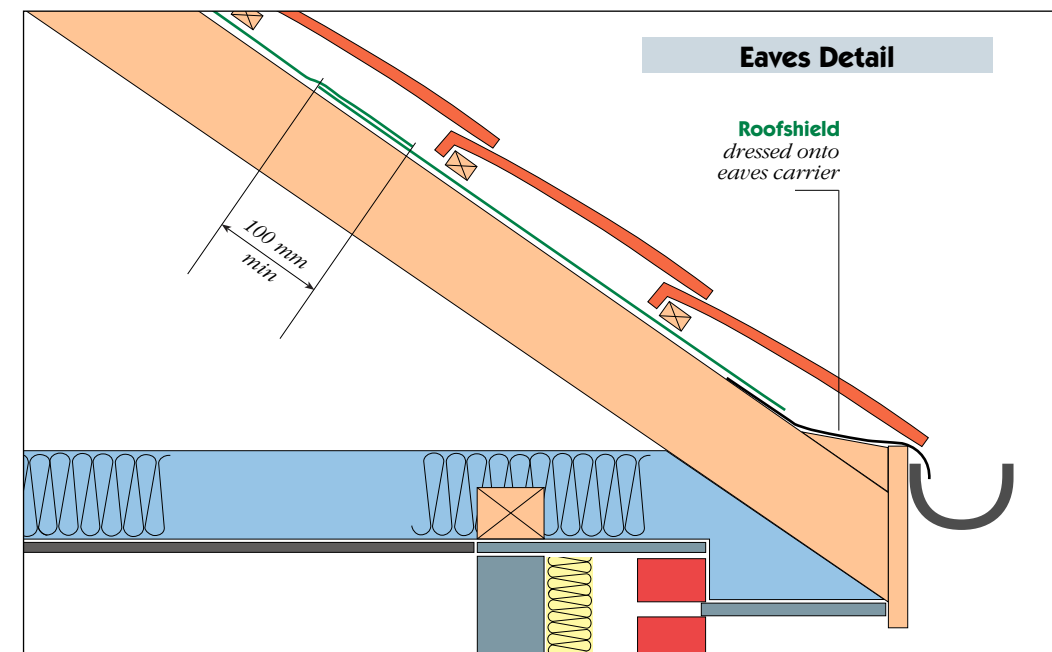 Eaves Detail
Roofshield
dressed onto
eaves carrier
100 mm
min